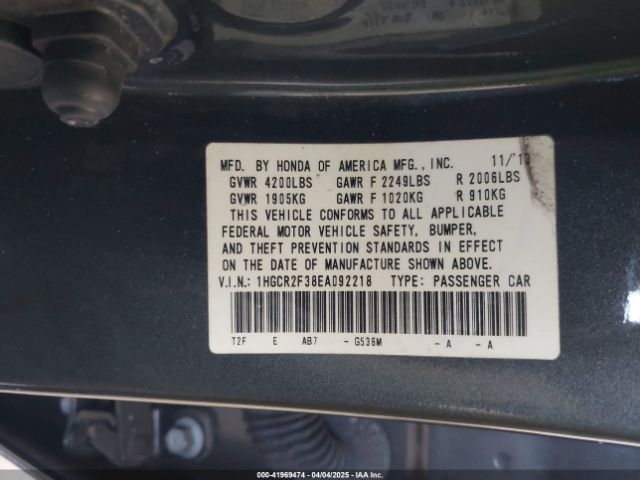 MFD. BY HONDA OF AMERICA MFG., INC. 11/'13
GVWR 4200LBS GAWR F 2249LBS R 2006LBS
GVWR 1905KG GAWR F 1020KG R 910KG
THIS VEHICLE CONFORMS TO ALL APPLICABLE
FEDERAL MOTOR VEHICLE SAFETY, BUMPER,
AND THEFT PREVENTION STANDARDS IN EFFECT
ON THE DATE OF MANUFACTURE SHOWN ABOVE.
V.I.N.: 1HGCR2F38EA092218 TYPE: PASSENGER CAR
T2F E AB7 - G536M - A - A
000-41969474 - 04/04/2025 - IAA Inc.